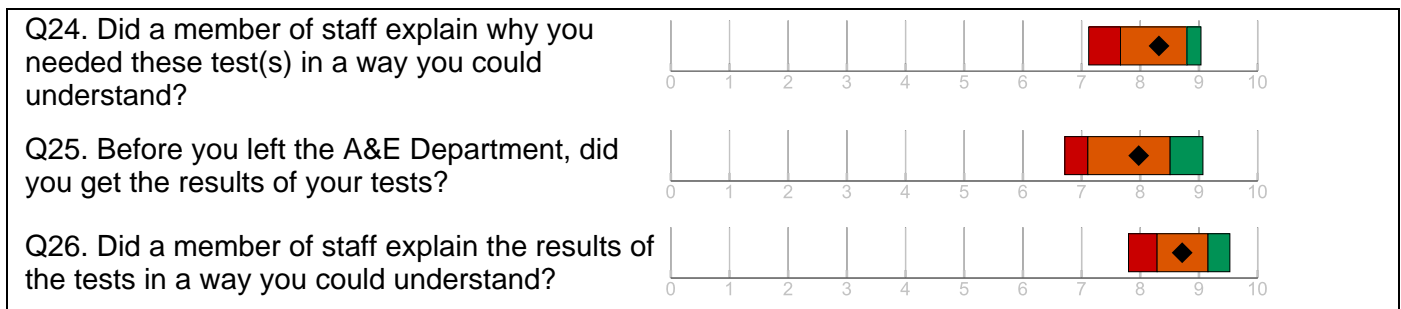 Q24. Did a member of staff explain why you
needed these test(s) in a way you could
understand?
0 1 2 3 4 5 6 7 8 9 10
Q25. Before you left the A&E Department, did
you get the results of your tests?
0 1 2 3 4 5 6 7 8 9 10
Q26. Did a member of staff explain the results of
the tests in a way you could understand?
0 1 2 3 4 5 6 7 8 9 10